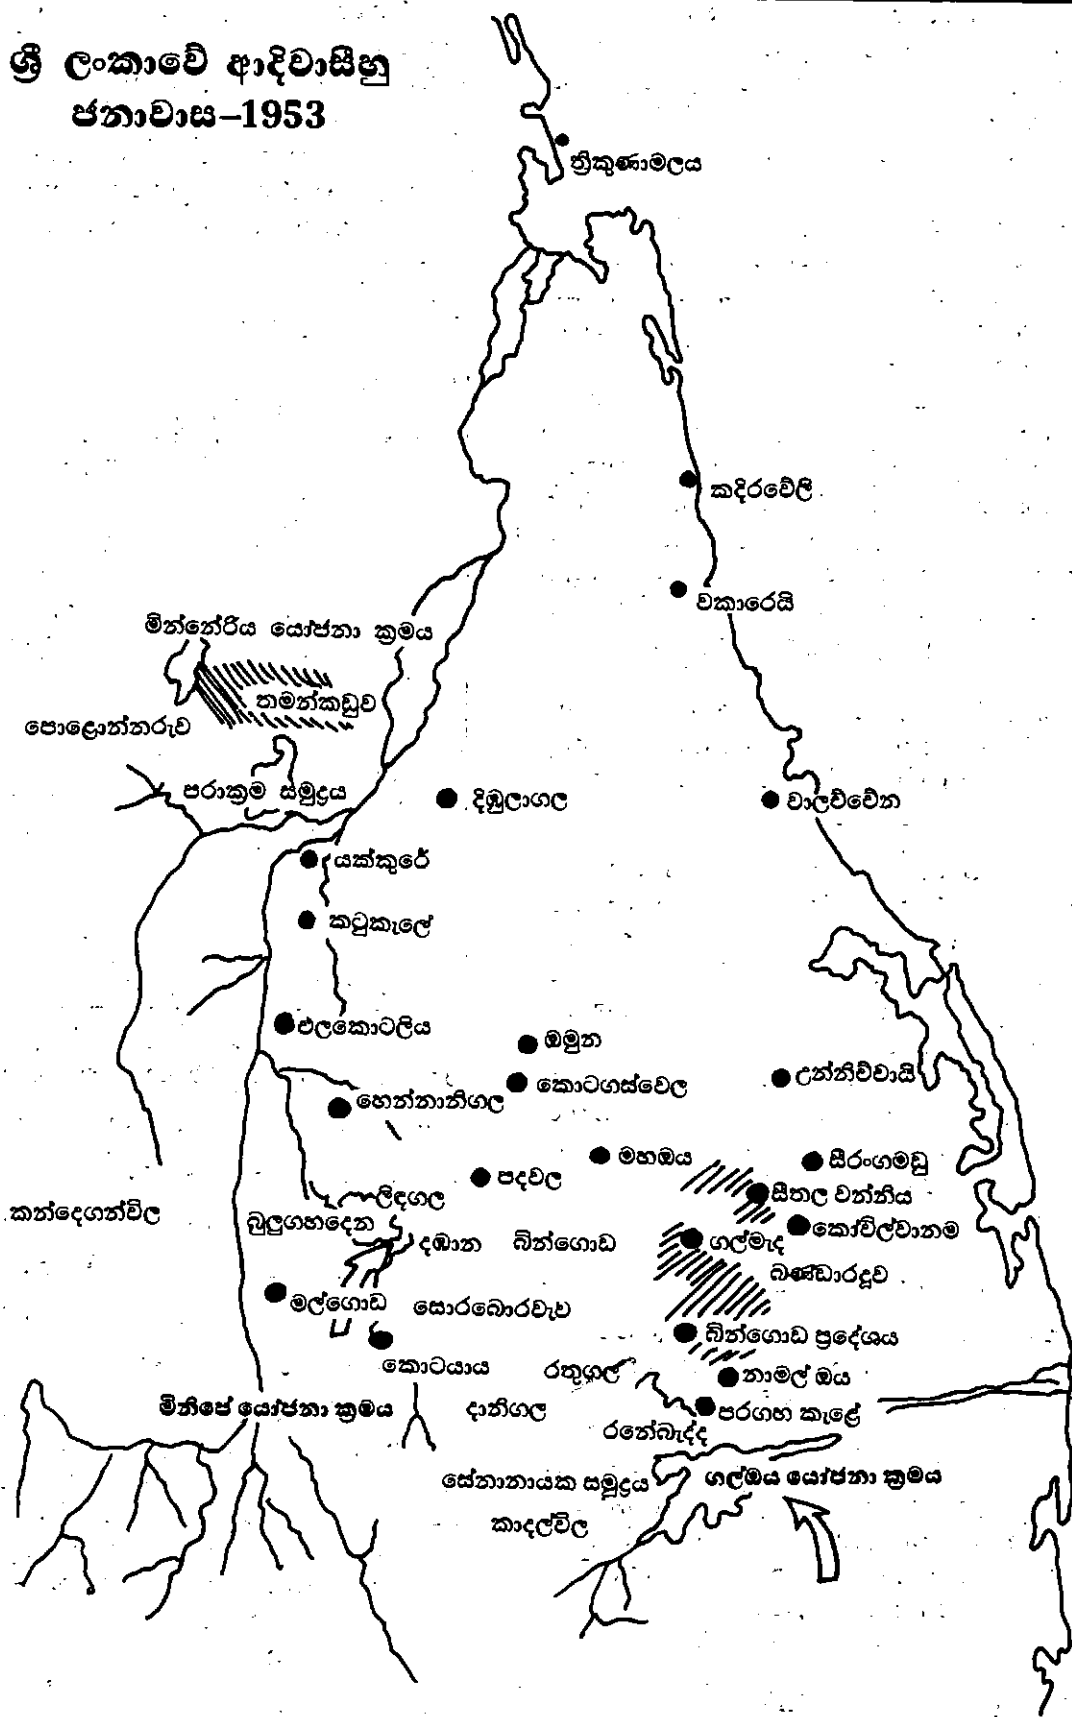 ශ්‍රී ලංකාවේ ආදිවාසීහු
ජනාවාස–1953
ත්‍රිකුණාමලය
කදිරවේලි
වකාරෙයි
මින්නේරිය යෝජනා ක්‍රමය
තමන්කඩුව
පොළොන්නරුව
පරාක්‍රම සමුද්‍රය
දිඹුලාගල
වාලච්චේන
යක්කුරේ
කටුකැලේ
ඵලකොටලිය
ඔමුන
කොටගස්වෙල
උන්නිච්චායි
හෙන්නානිගල
මහඔය
සීරංගමඩු
පදවල
සීතල වන්නිය
ලිඳගල
කන්දෙගන්විල
බුලුගහදෙන
කෝවිල්වානම
දඹාන
බින්ගොඩ
ගල්මැද
බණ්ඩාරදූව
මල්ගොඩ
සොරබොරවැව
බින්ගොඩ ප්‍රදේශය
කොටයාය
රතුගල
නාමල් ඔය
මිනිපේ යෝජනා ක්‍රමය
දානිගල
පරගහ කැළේ
රනේබැද්ද
සේනානායක සමුද්‍රය
ගල්ඔය යෝජනා ක්‍රමය
කාදල්විල